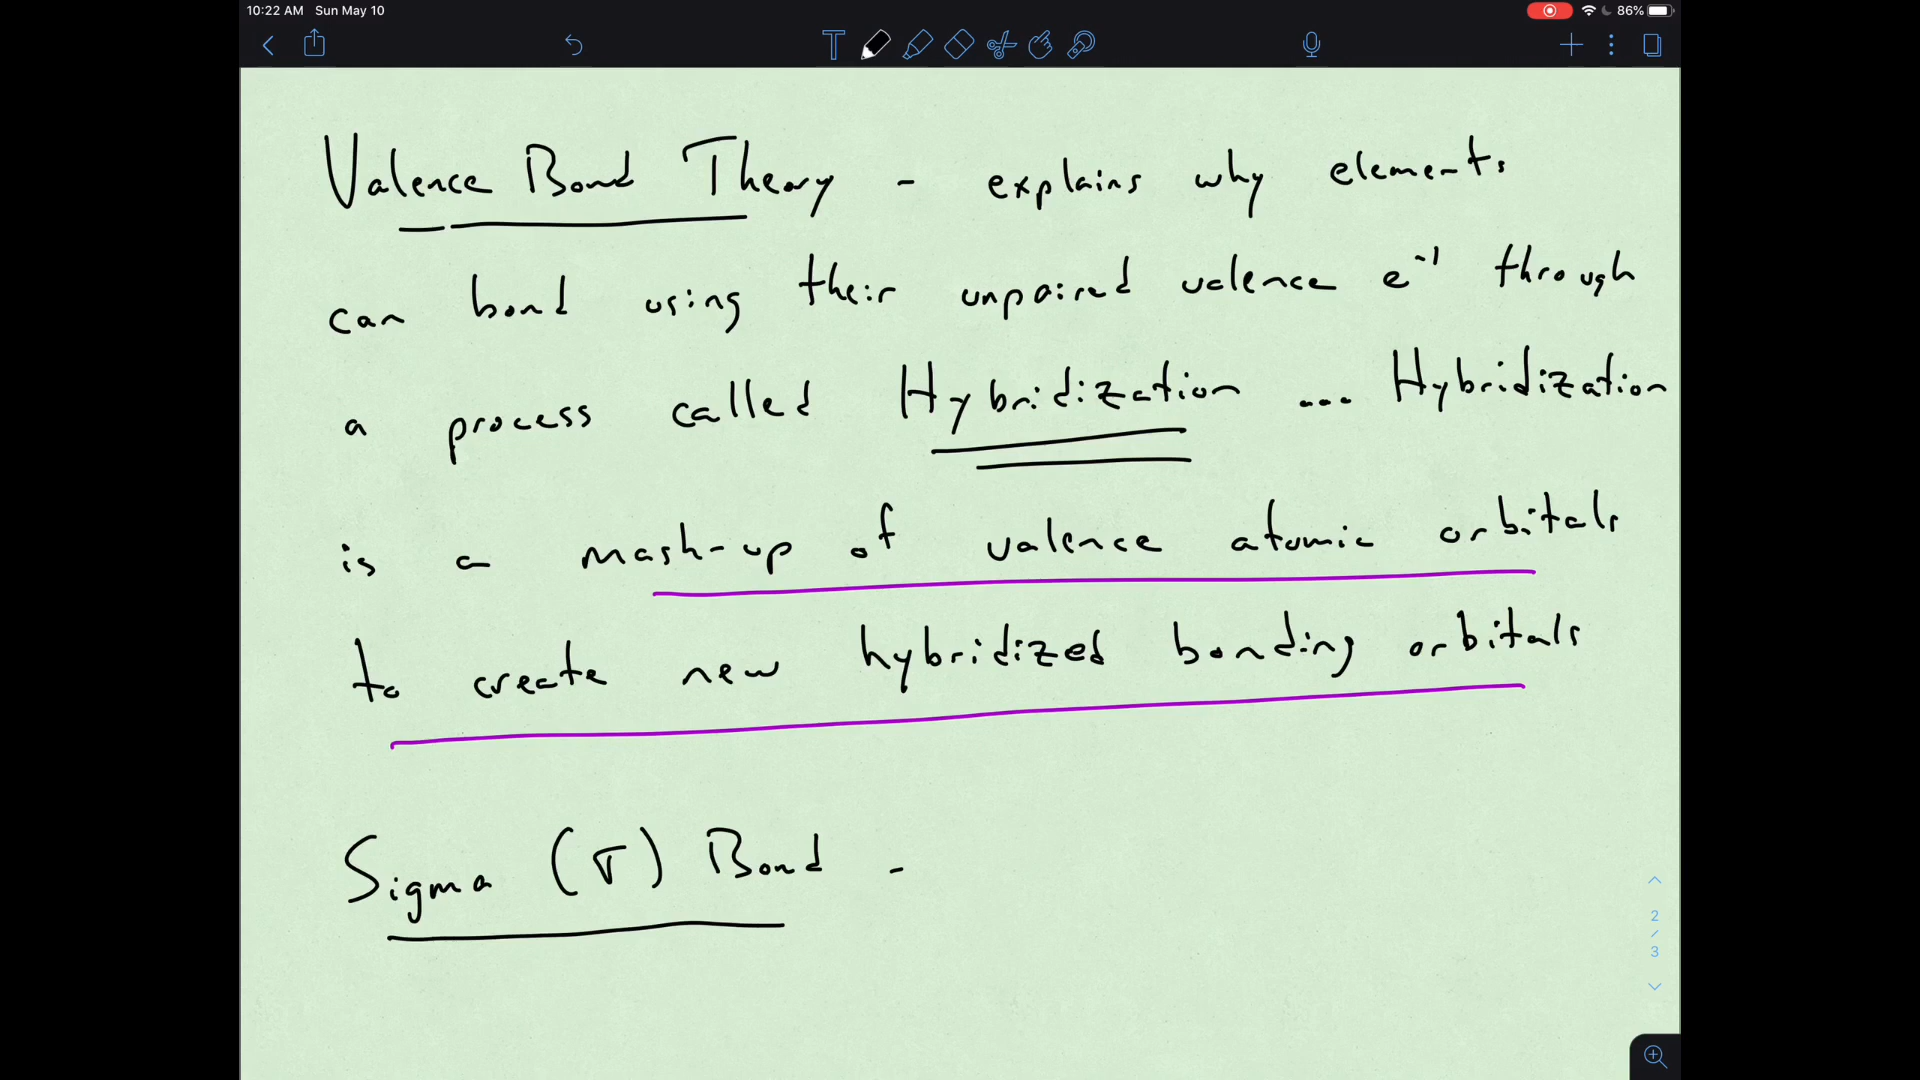 10:22 AM Sun May 10 86%
T
Valence Bond Theory - explains why elements
can bond using their unpaired valence e⁻¹ through
a process called Hybridization ... Hybridization
is a mash-up of valence atomic orbitals
to create new hybridized bonding orbitals
Sigma (σ) Bond -
2
/
3